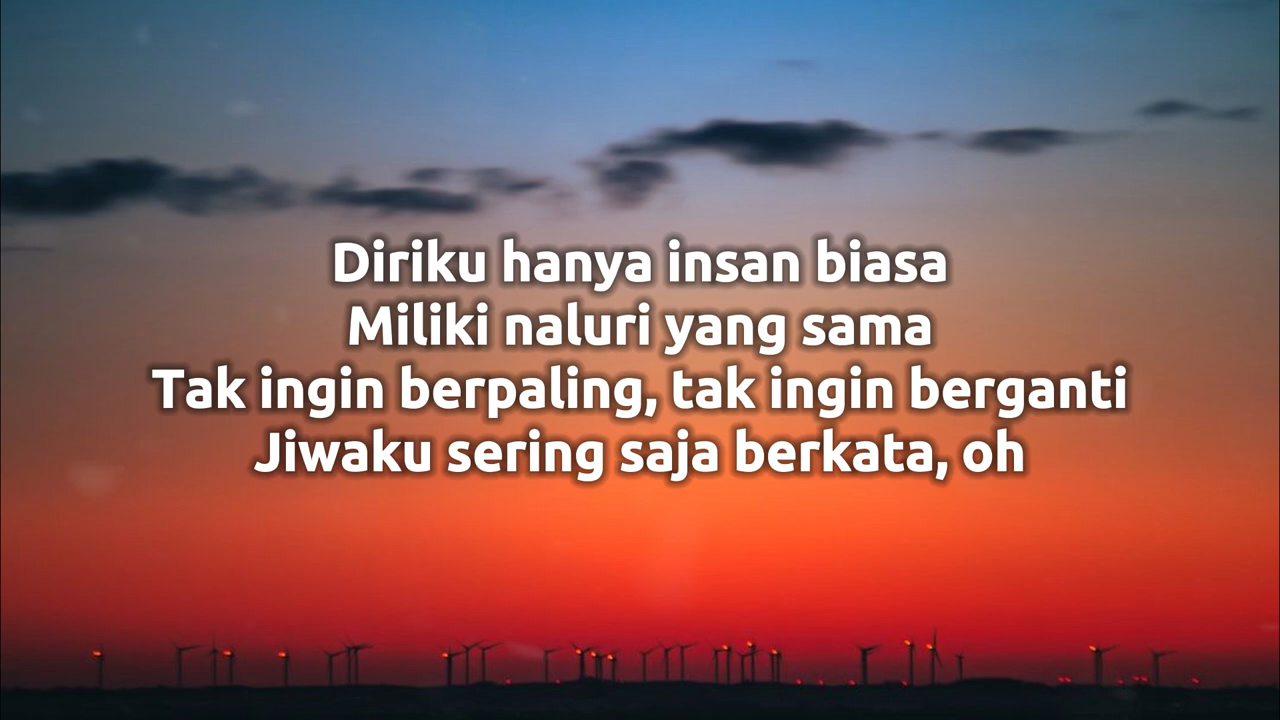 Diriku hanya insan biasa
Miliki naluri yang sama
Tak ingin berpaling, tak ingin berganti
Jiwaku sering saja berkata, oh